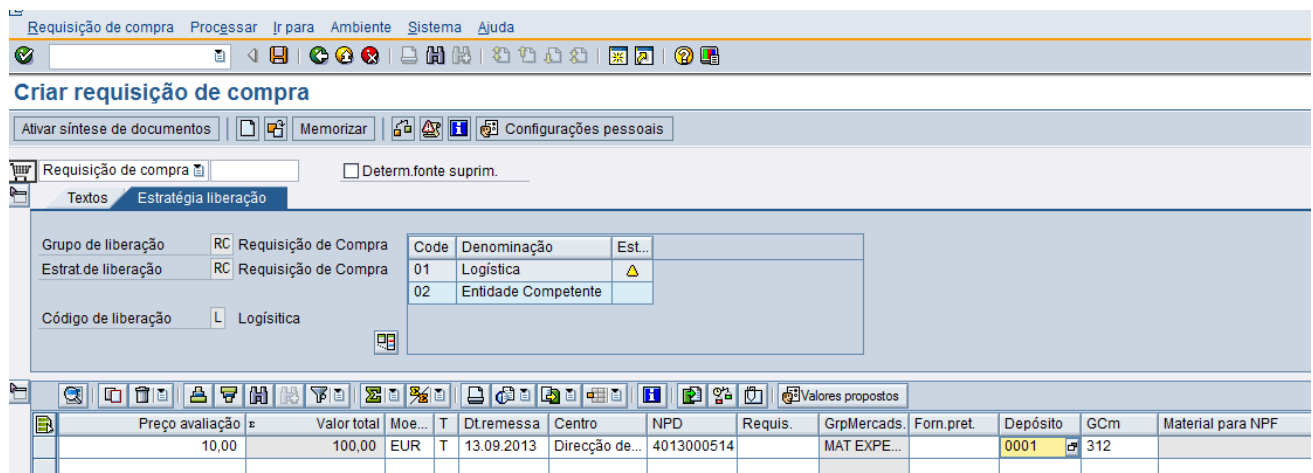 Requisição de compra Processar Ir para Ambiente Sistema Ajuda
Criar requisição de compra
Ativar síntese de documentos Memorizar Configurações pessoais
Requisição de compra Determ.fonte suprim.
Textos Estratégia liberação
Grupo de liberação RC Requisição de Compra Code Denominação Est...
Estrat.de liberação RC Requisição de Compra 01 Logística
02 Entidade Competente
Código de liberação L Logísitica
Valores propostos
Preço avaliação Valor total Moe... T Dt.remessa Centro NPD Requis. GrpMercads. Forn.pret. Depósito GCm Material para NPF
10,00 100,00 EUR T 13.09.2013 Direcção de... 4013000514 MAT EXPE... 0001 312